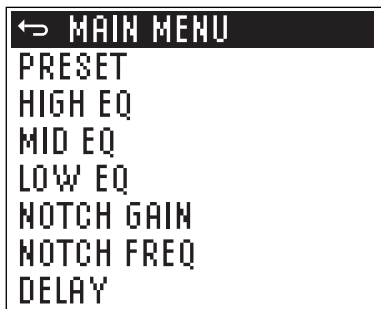 ↩ MAIN MENU
PRESET
HIGH EQ
MID EQ
LOW EQ
NOTCH GAIN
NOTCH FREQ
DELAY